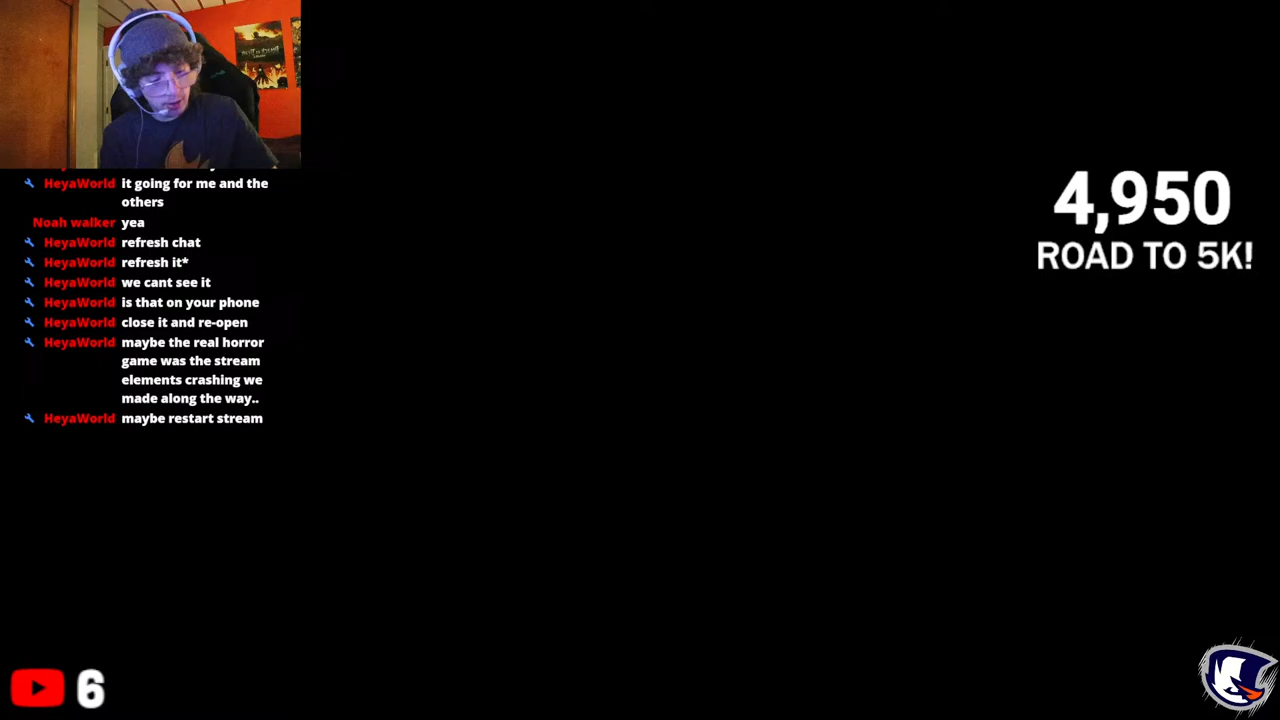 HeyaWorld it going for me and the
others
Noah walker yea
HeyaWorld refresh chat
HeyaWorld refresh it*
HeyaWorld we cant see it
HeyaWorld is that on your phone
HeyaWorld close it and re-open
HeyaWorld maybe the real horror
game was the stream
elements crashing we
made along the way..
HeyaWorld maybe restart stream
4,950
ROAD TO 5K!
6